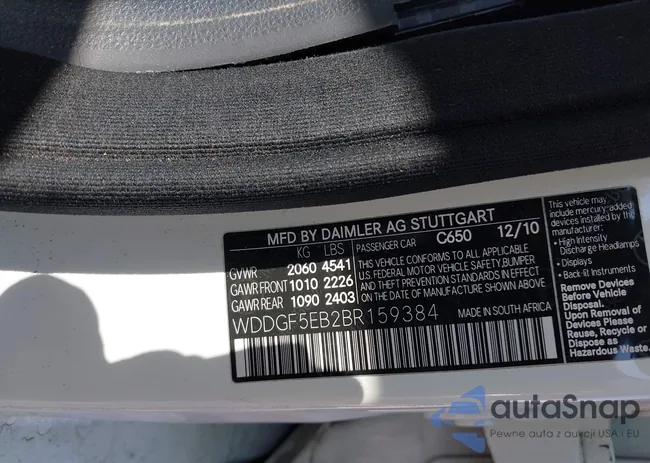 MFD BY DAIMLER AG STUTTGART
KG LBS PASSENGER CAR C650 12/10
GVWR 2060 4541
GAWR FRONT 1010 2226
GAWR REAR 1090 2403
THIS VEHICLE CONFORMS TO ALL APPLICABLE
U.S. FEDERAL MOTOR VEHICLE SAFETY, BUMPER,
AND THEFT PREVENTION STANDARDS IN EFFECT
ON THE DATE OF MANUFACTURE SHOWN ABOVE.
WDDGF5EB2BR159384 MADE IN SOUTH AFRICA
This vehicle may
include mercury-added
devices installed by the
manufacturer:
• High Intensity
Discharge Headlamps
• Displays
• Back-lit Instruments
Remove Devices
Before Vehicle
Disposal.
Upon Removal of
Devices Please
Reuse, Recycle or
Dispose as
Hazardous Waste.
autaSnap
Pewne auta z aukcji USA i EU